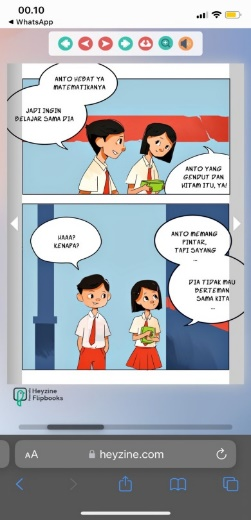 00.10
WhatsApp
ANTO HEBAT YA
MATEMATIKANYA
JADI INGIN
BELAJAR SAMA DIA
ANTO YANG
GENDUT DAN
HITAM ITU, YA!
HAAA?
KENAPA?
ANTO MEMANG
PINTAR,
TAPI SAYANG
...
DIA TIDAK MAU
BERTEMAN
SAMA KITA
...
Heyzine
Flipbooks
AA
heyzine.com